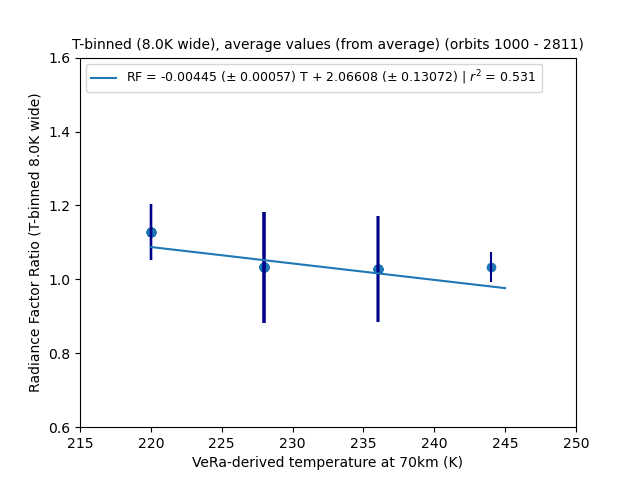 T-binned (8.0K wide), average values (from average) (orbits 1000 - 2811)
RF = -0.00445 (± 0.00057) T + 2.06608 (± 0.13072) | r² = 0.531
Radiance Factor Ratio (T-binned 8.0K wide)
1.6
1.4
1.2
1.0
0.8
0.6
215 220 225 230 235 240 245 250
VeRa-derived temperature at 70km (K)